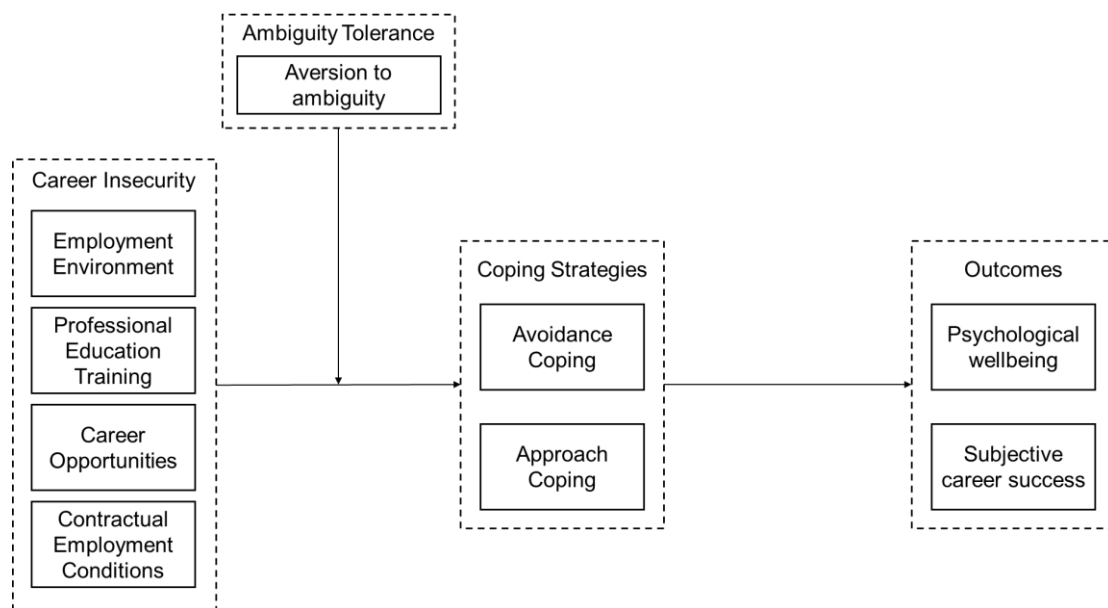 Ambiguity Tolerance
Aversion to
ambiguity
Career Insecurity
Employment
Environment
Professional
Education
Training
Career
Opportunities
Contractual
Employment
Conditions
Coping Strategies
Avoidance
Coping
Approach
Coping
Outcomes
Psychological
wellbeing
Subjective
career success